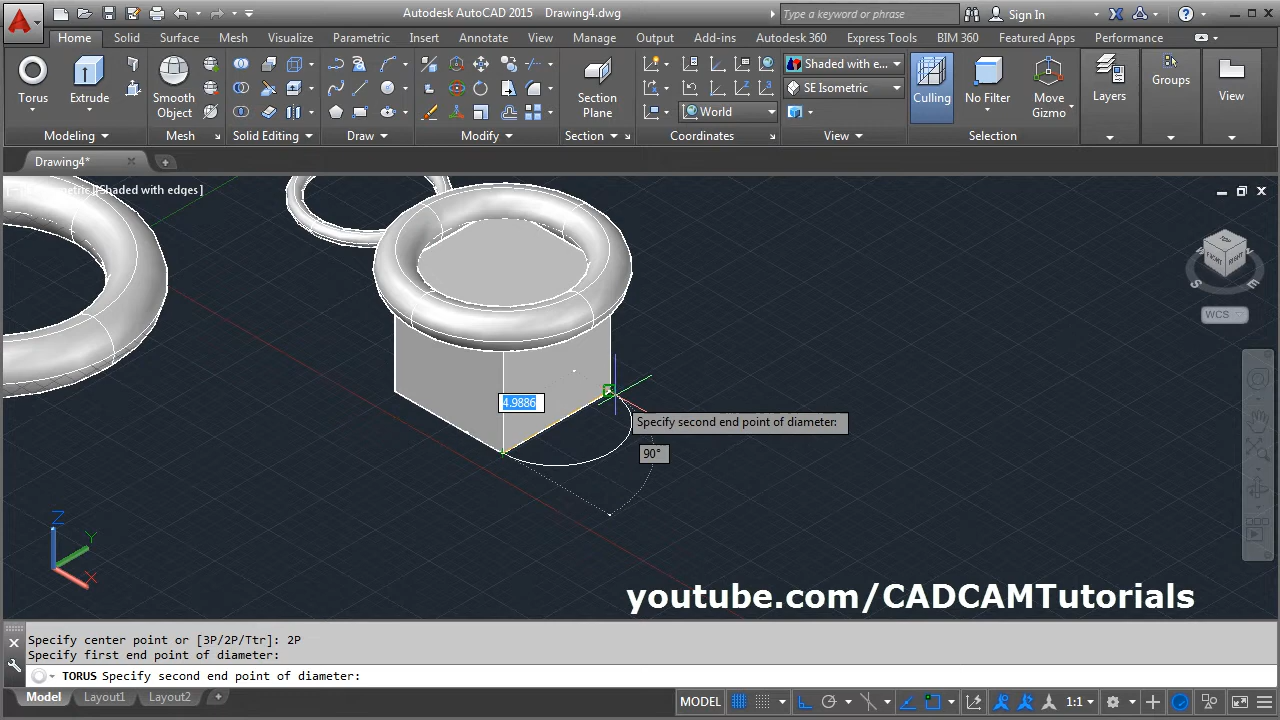 Autodesk AutoCAD 2015 Drawing4.dwg
Type a keyword or phrase
Sign In
Home Solid Surface Mesh Visualize Parametric Insert Annotate View Manage Output Add-ins Autodesk 360 Express Tools BIM 360 Featured Apps Performance
Torus
Extrude
Smooth
Object
Section
Plane
World
Shaded with e...
SE Isometric
Culling
No Filter
Move
Gizmo
Layers
Groups
View
Modeling Mesh Solid Editing Draw Modify Section Coordinates View Selection
Drawing4*
Shaded with edges]
TOP
FRONT
RIGHT
S
E
WCS
4.9886
Specify second end point of diameter:
90°
Z
Y
X
youtube.com/CADCAMTutorials
Specify center point or [3P/2P/Ttr]: 2P
Specify first end point of diameter:
TORUS Specify second end point of diameter:
Model Layout1 Layout2
MODEL
1:1